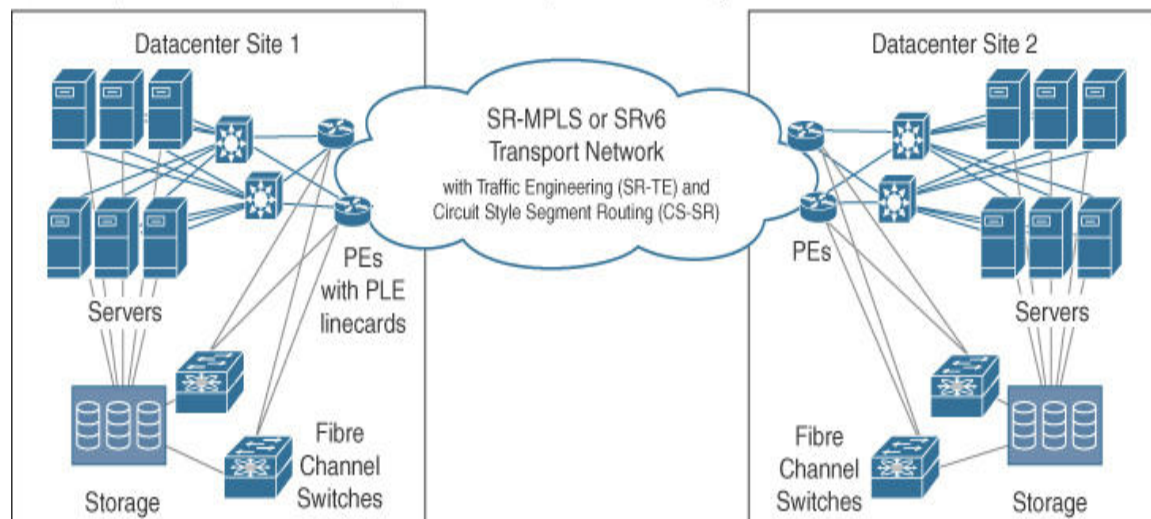 Datacenter Site 1
Datacenter Site 2
SR-MPLS or SRv6
Transport Network
with Traffic Engineering (SR-TE) and
Circuit Style Segment Routing (CS-SR)
PEs
with PLE
linecards
PEs
Servers
Servers
Fibre
Channel
Switches
Storage
Fibre
Channel
Switches
Storage